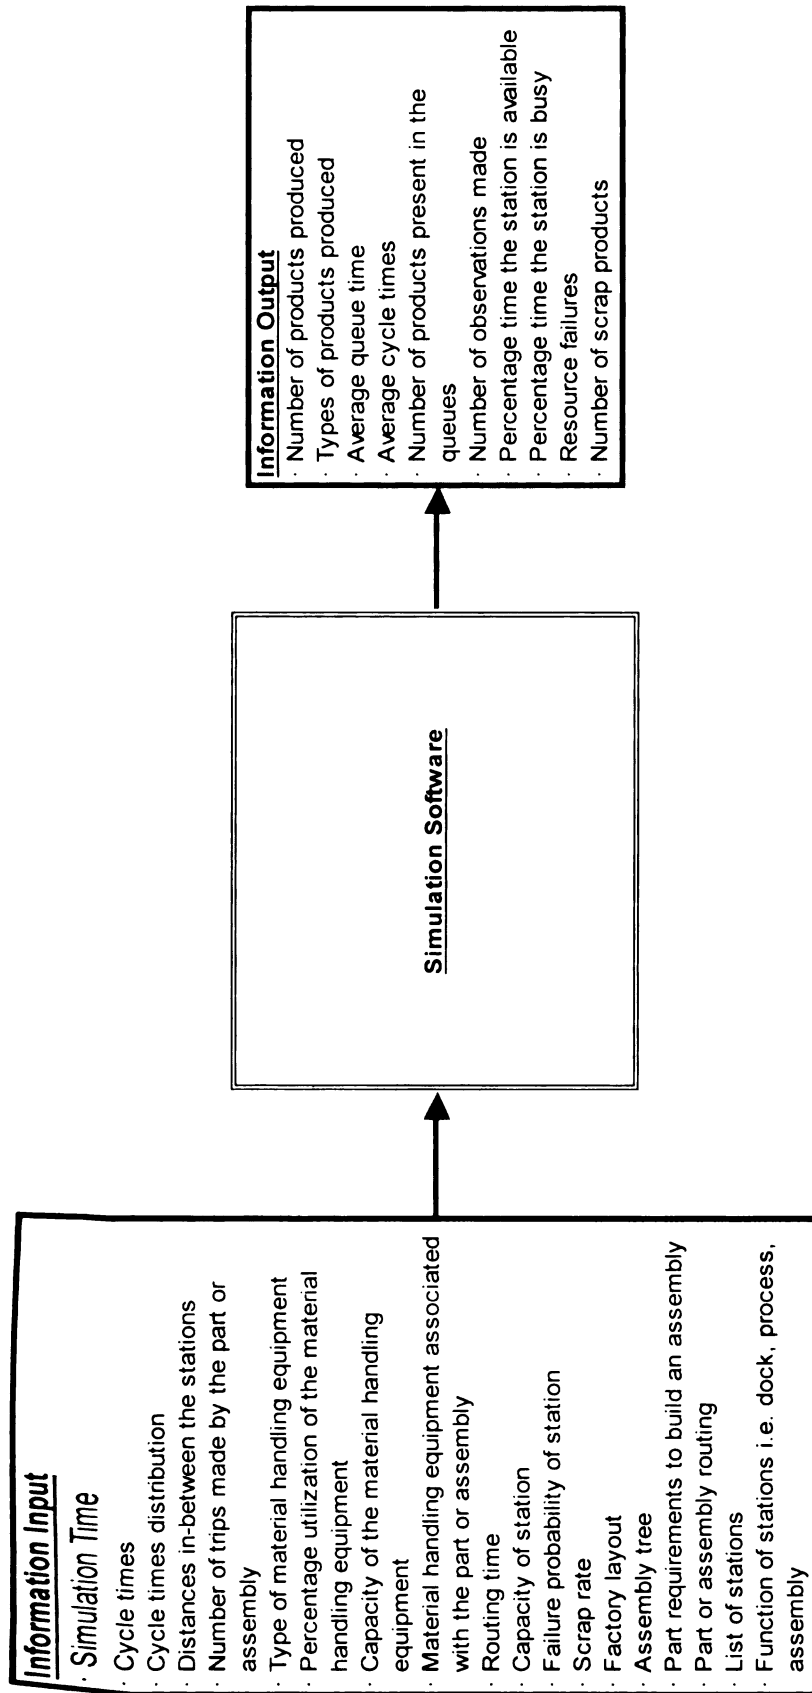 Information Input
· Simulation Time
· Cycle times
· Cycle times distribution
· Distances in-between the stations
· Number of trips made by the part or
assembly
· Type of material handling equipment
· Percentage utilization of the material
handling equipment
· Capacity of the material handling
equipment
· Material handling equipment associated
with the part or assembly
· Routing time
· Capacity of station
· Failure probability of station
· Scrap rate
· Factory layout
· Assembly tree
· Part requirements to build an assembly
· Part or assembly routing
· List of stations
· Function of stations i.e. dock, process,
assembly
Simulation Software
Information Output
· Number of products produced
· Types of products produced
· Average queue time
· Average cycle times
· Number of products present in the
queues
· Number of observations made
· Percentage time the station is available
· Percentage time the station is busy
· Resource failures
· Number of scrap products